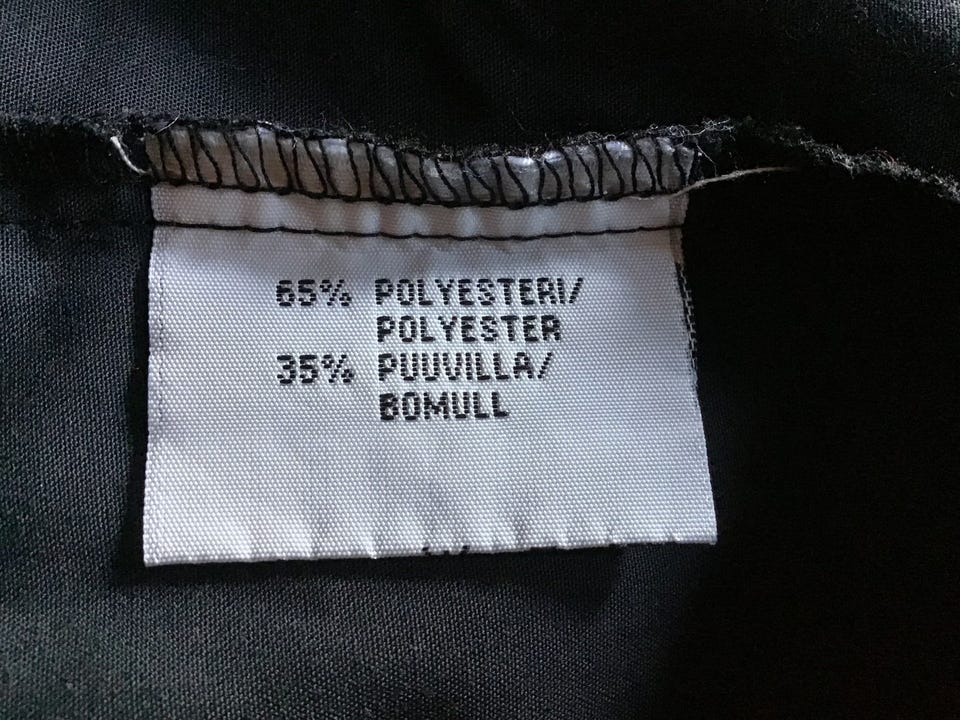 65% POLYESTERI/
POLYESTER
35% PUUVILLA/
BOMULL